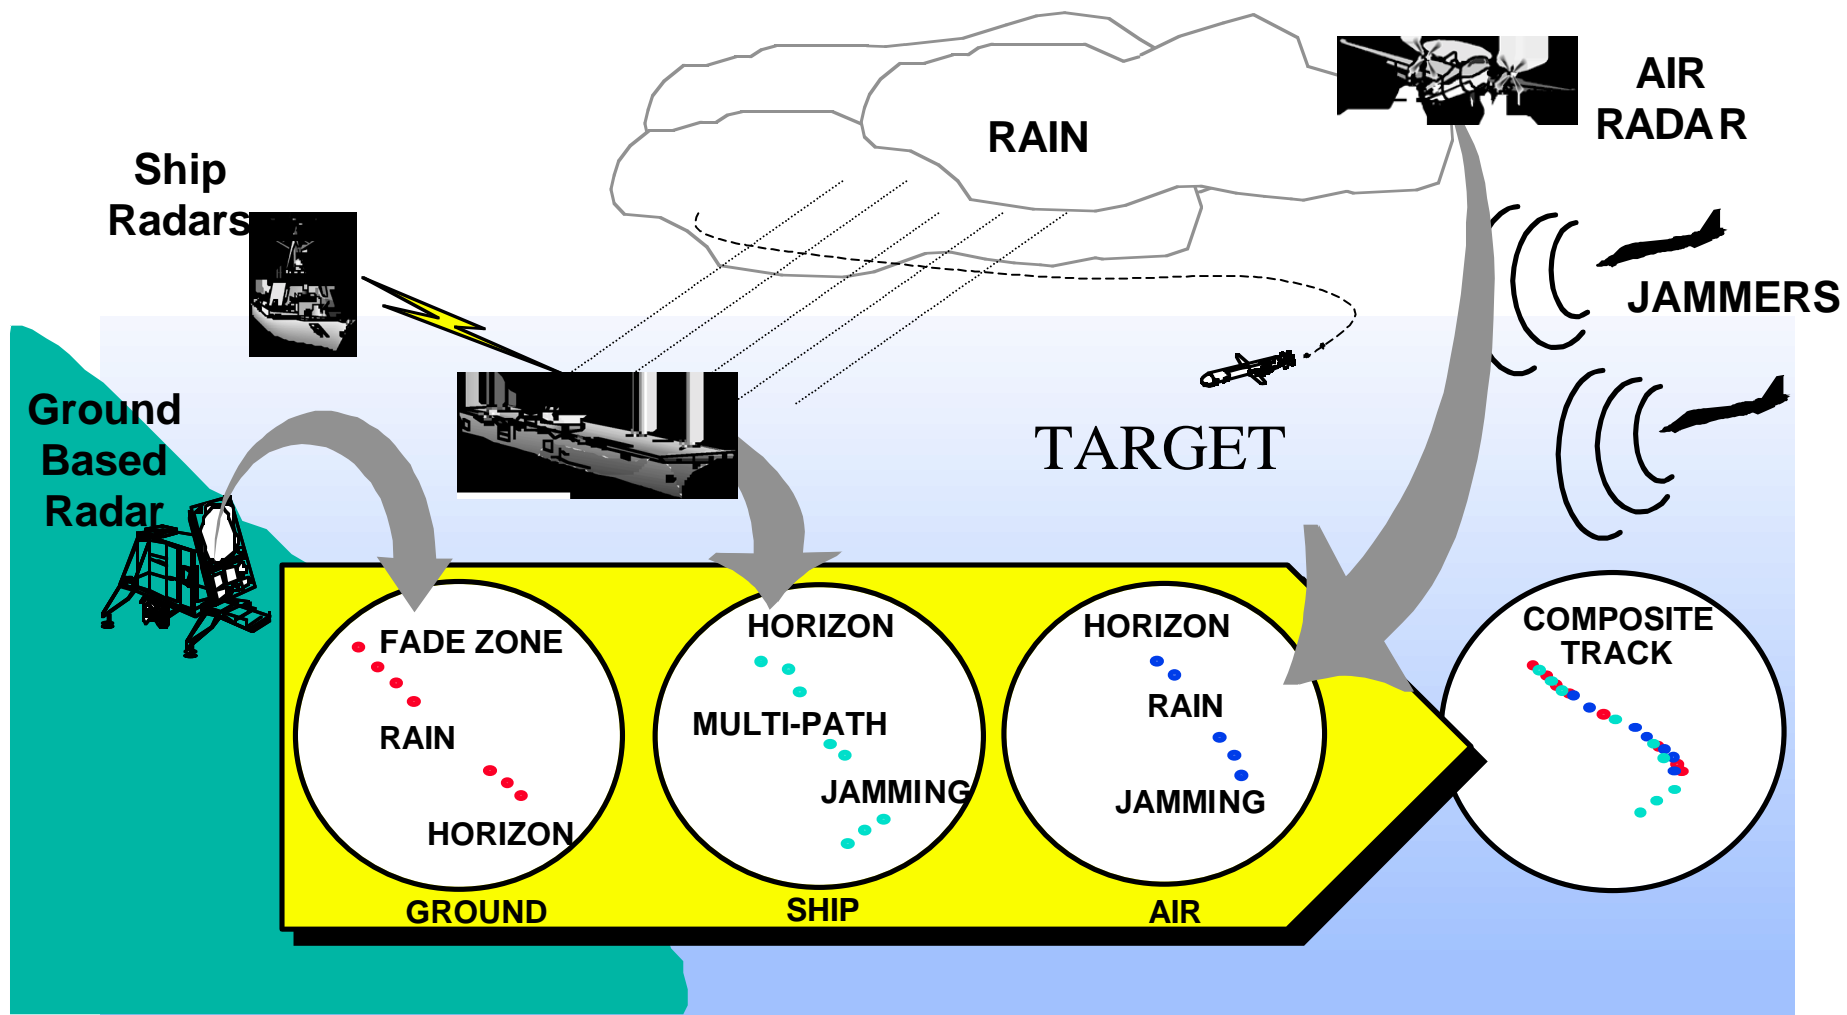 RAIN
AIR
RADAR
Ship
Radars
JAMMERS
Ground
Based
Radar
TARGET
FADE ZONE
RAIN
HORIZON
GROUND
HORIZON
MULTI-PATH
JAMMING
SHIP
HORIZON
RAIN
JAMMING
AIR
COMPOSITE
TRACK